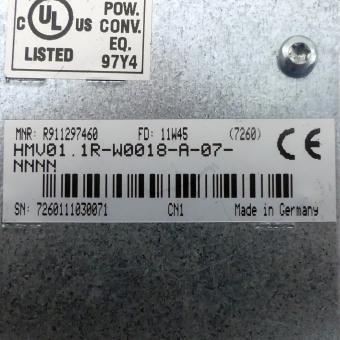 POW.
CONV.
EQ.
97Y4
C UL US
LISTED
MNR: R911297460 FD: 11W45 (7260)
HMV01.1R-W0018-A-07-
NNNN
CE
SN: 7260111030071 CN1 Made in Germany